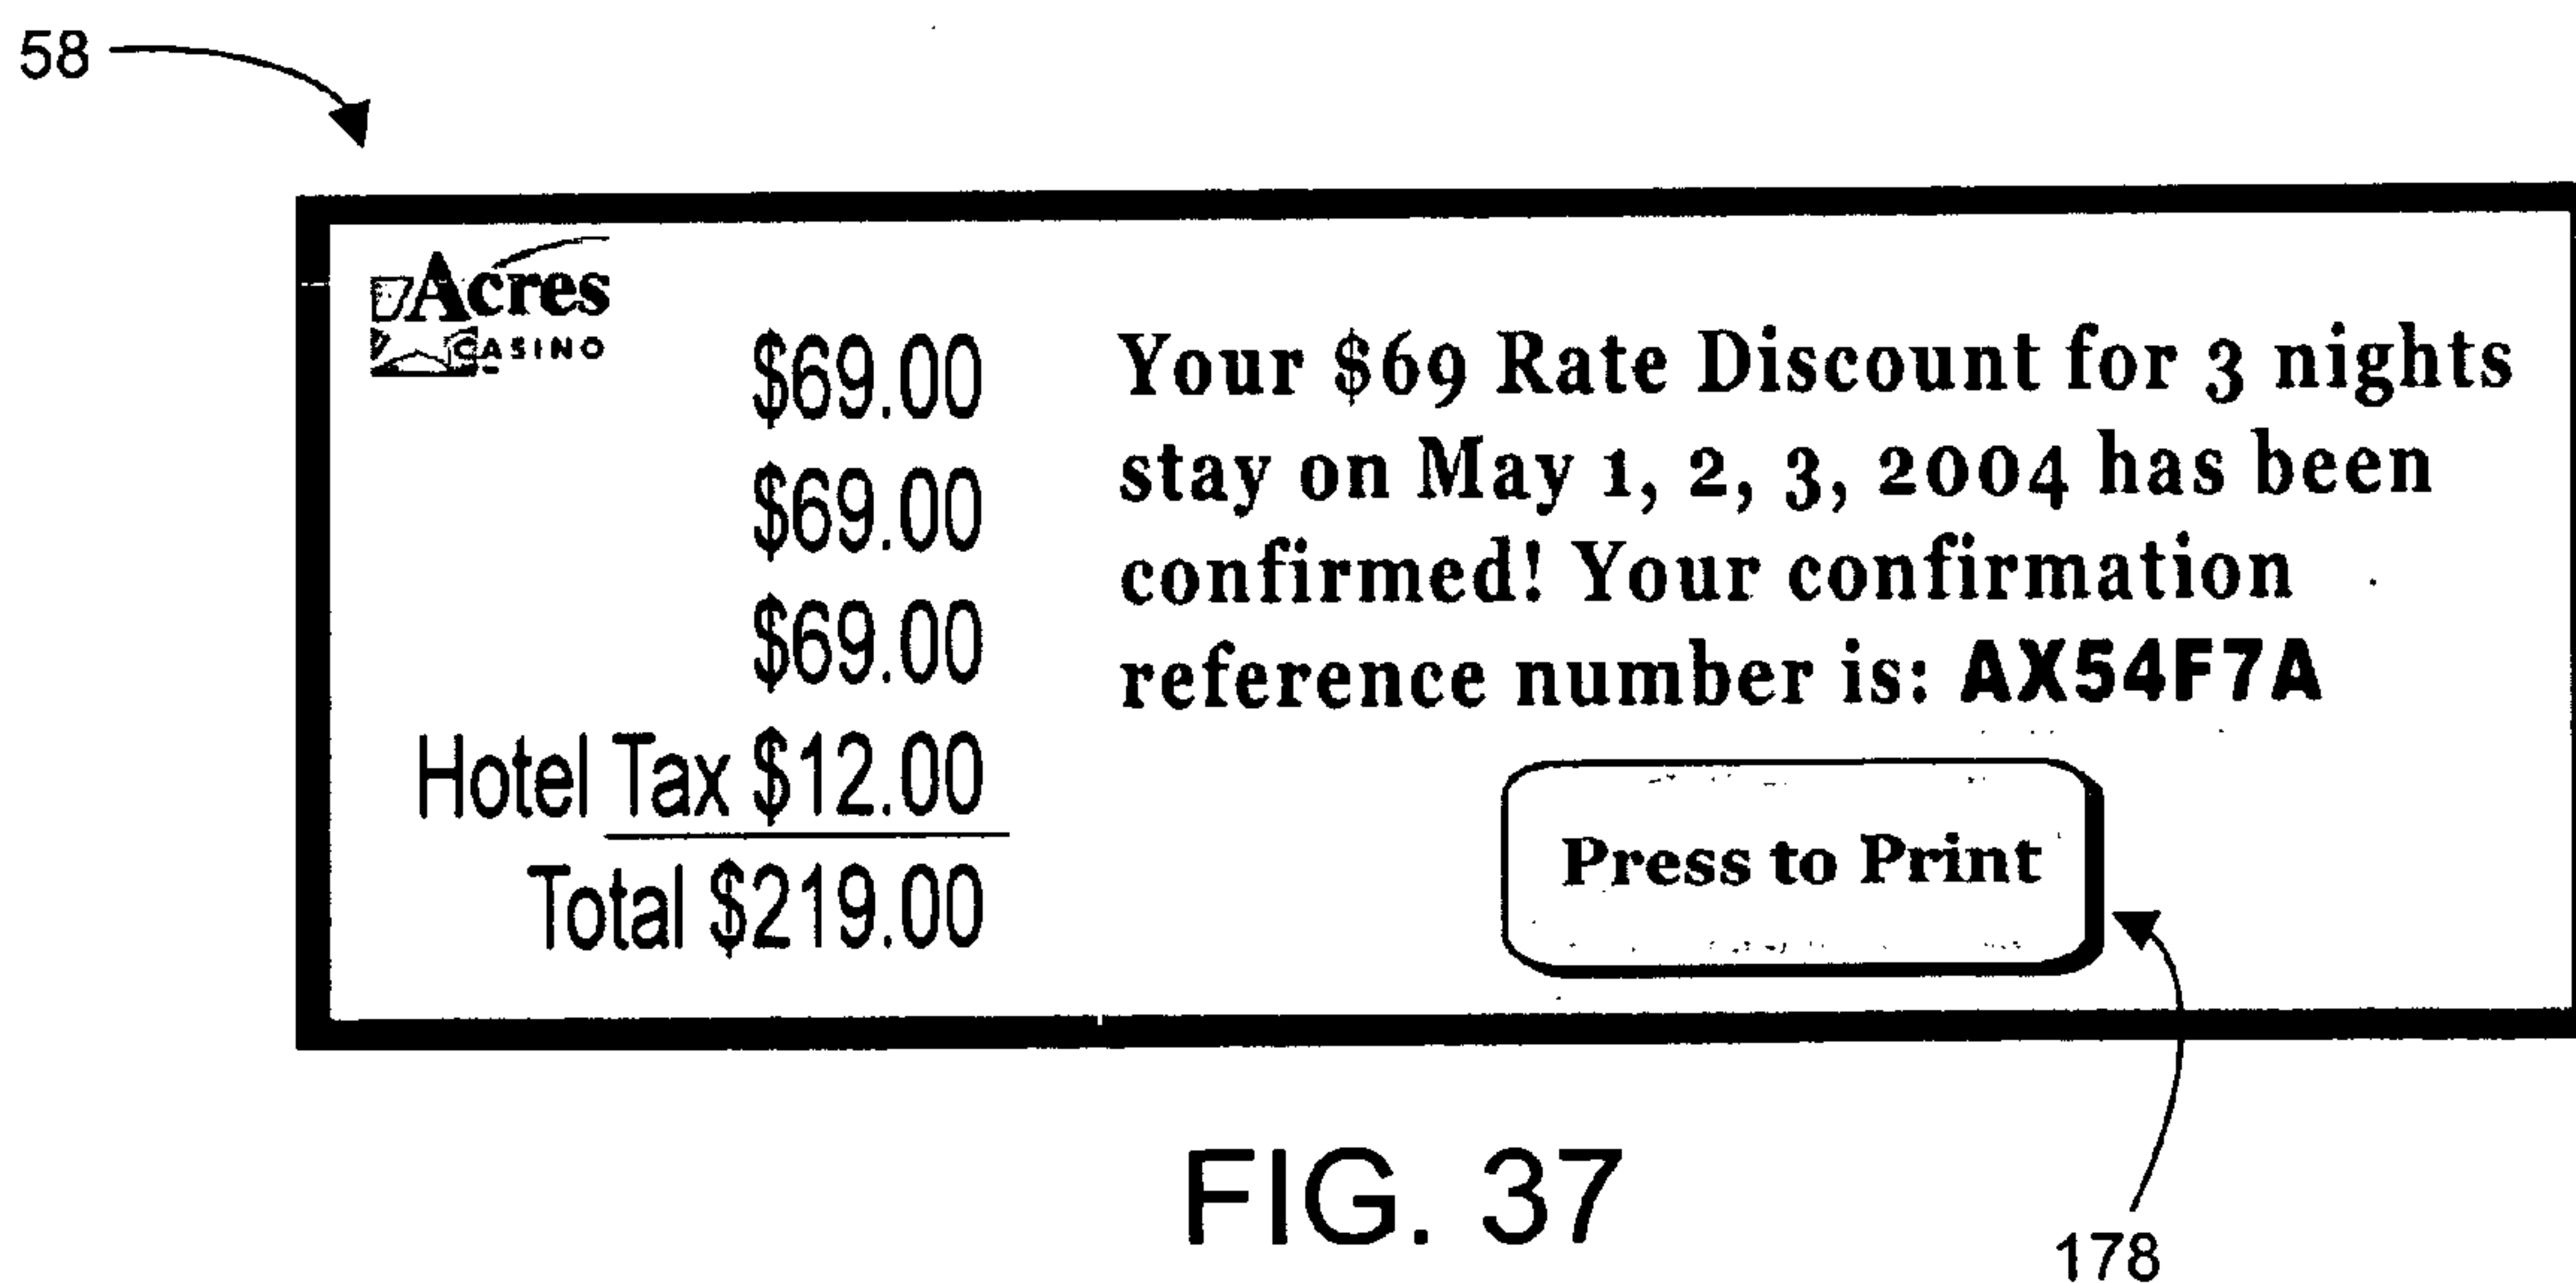 58
Acres
CASINO
$69.00
$69.00
$69.00
Hotel Tax $12.00
Total $219.00
Your $69 Rate Discount for 3 nights
stay on May 1, 2, 3, 2004 has been
confirmed! Your confirmation
reference number is: AX54F7A
Press to Print
FIG. 37
178